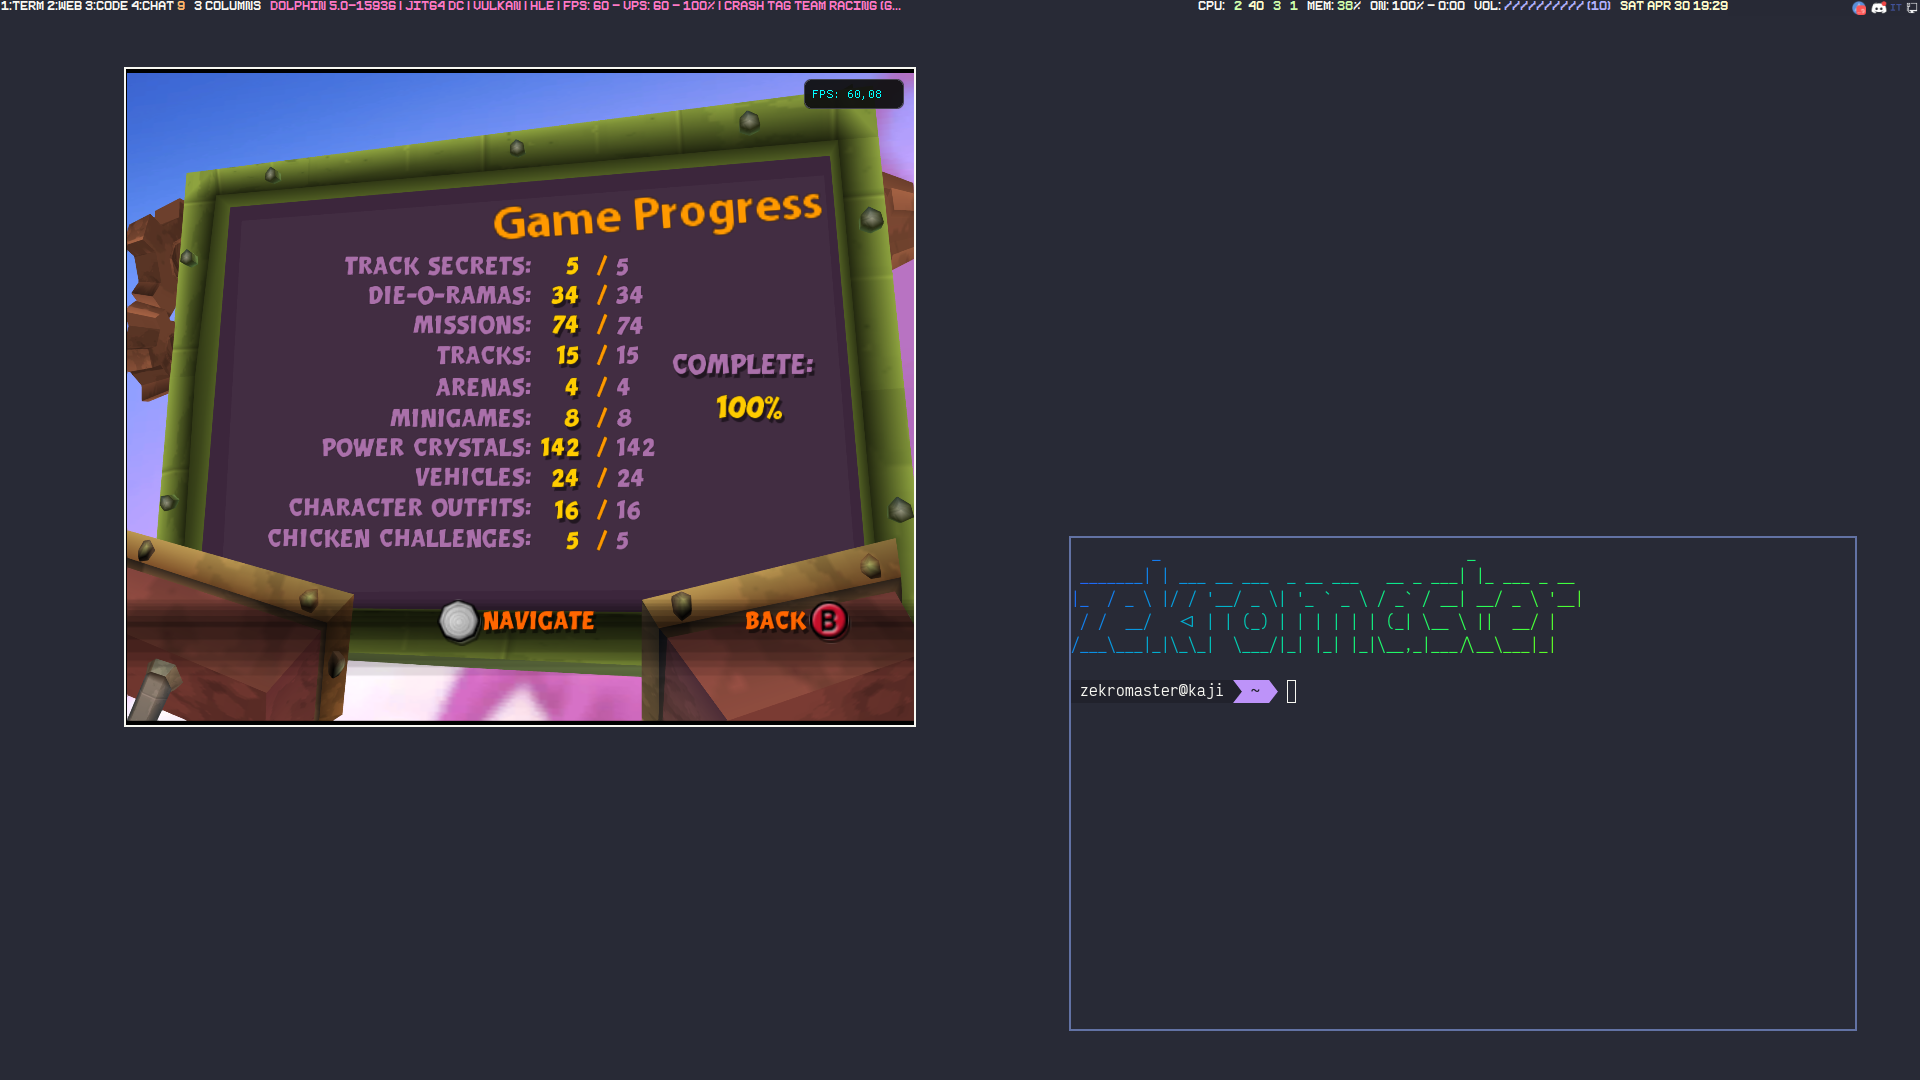 1:TERM 2:WEB 3:CODE 4:CHAT 9 3 COLUMNS DOLPHIN 5.0-15936 | JIT64 DC | VULKAN | HLE | FPS: 60 - VPS: 60 - 100% | CRASH TAG TEAM RACING (G... CPU: 2 40 3 1 MEM: 38% ON: 100% - 0:00 VOL: ////////// (10) SAT APR 30 19:29 IT
FPS: 60,08
Game Progress
TRACK SECRETS: 5 / 5
DIE-O-RAMAS: 34 / 34
MISSIONS: 74 / 74
TRACKS: 15 / 15
ARENAS: 4 / 4
MINIGAMES: 8 / 8
POWER CRYSTALS: 142 / 142
VEHICLES: 24 / 24
CHARACTER OUTFITS: 16 / 16
CHICKEN CHALLENGES: 5 / 5
COMPLETE:
100%
NAVIGATE
BACK B
zekromaster
zekromaster@kaji ~